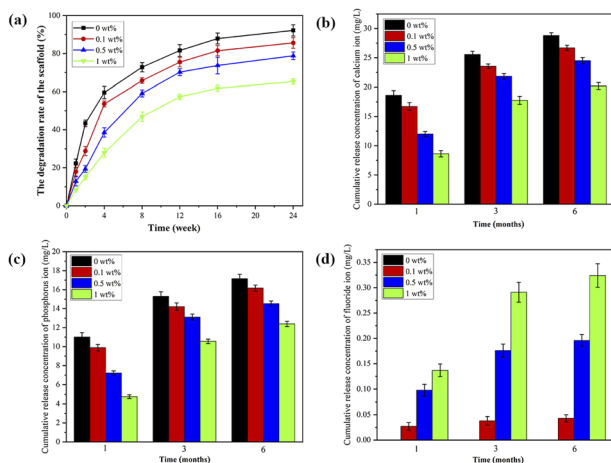 (a)
0 wt%
0.1 wt%
0.5 wt%
1 wt%
The degradation rate of the scaffold (%)
100
80
60
40
20
0
0 4 8 12 16 20 24
Time (week)
(b)
0 wt%
0.1 wt%
0.5 wt%
1 wt%
Cumulative release concentration of calcium ion (mg/L)
30
25
20
15
10
5
0
1 3 6
Time (months)
(c)
0 wt%
0.1 wt%
0.5 wt%
1 wt%
Cumulative release concentration of phosphorus ion (mg/L)
18
16
14
12
10
8
6
4
2
0
1 3 6
Time (months)
(d)
0 wt%
0.1 wt%
0.5 wt%
1 wt%
Cumulative release concentration of fluoride ion (mg/L)
0.35
0.30
0.25
0.20
0.15
0.10
0.05
0.00
1 3 6
Time (months)